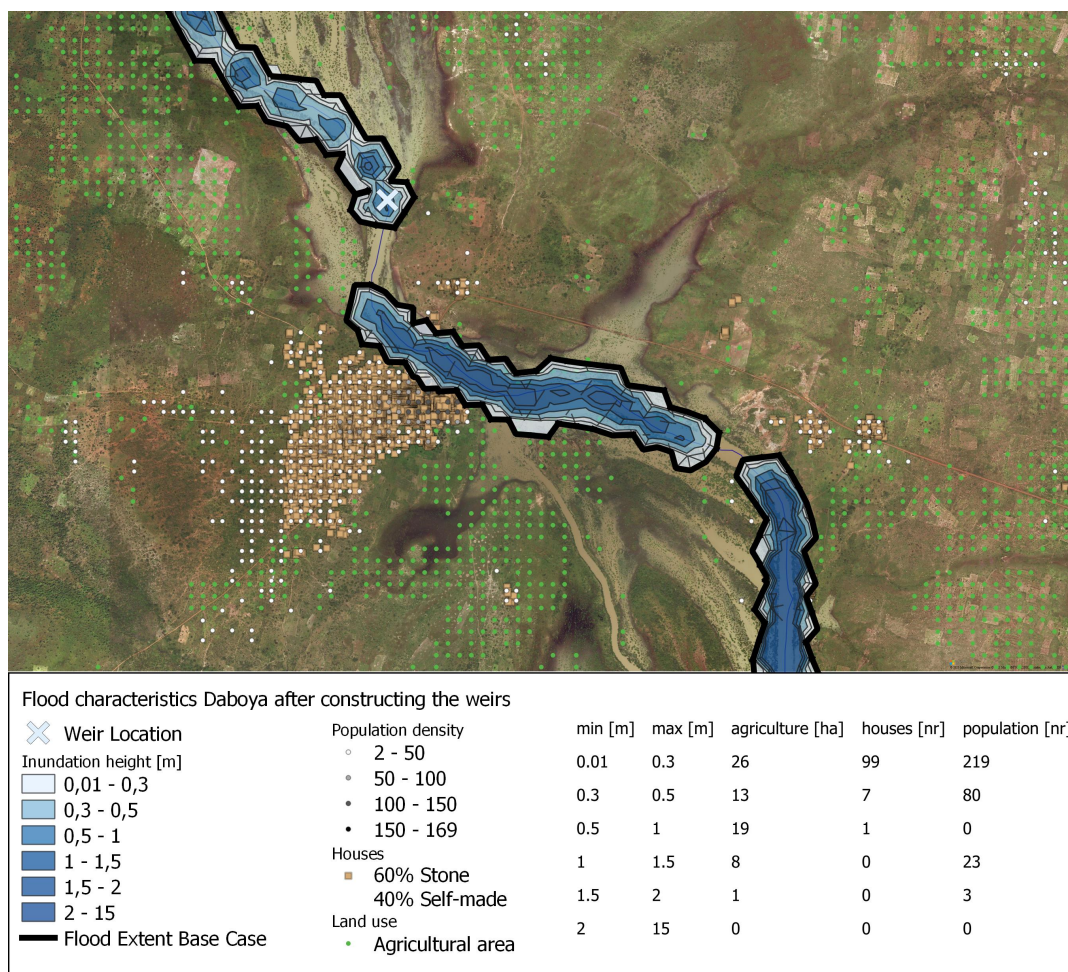 Flood characteristics Daboya after constructing the weirs
Weir Location
Inundation height [m]
0,01 - 0,3
0,3 - 0,5
0,5 - 1
1 - 1,5
1,5 - 2
2 - 15
Flood Extent Base Case
Population density
2 - 50
50 - 100
100 - 150
150 - 169
Houses
60% Stone
40% Self-made
Land use
Agricultural area
min [m] max [m] agriculture [ha] houses [nr] population [nr]
0.01 0.3 26 99 219
0.3 0.5 13 7 80
0.5 1 19 1 0
1 1.5 8 0 23
1.5 2 1 0 3
2 15 0 0 0